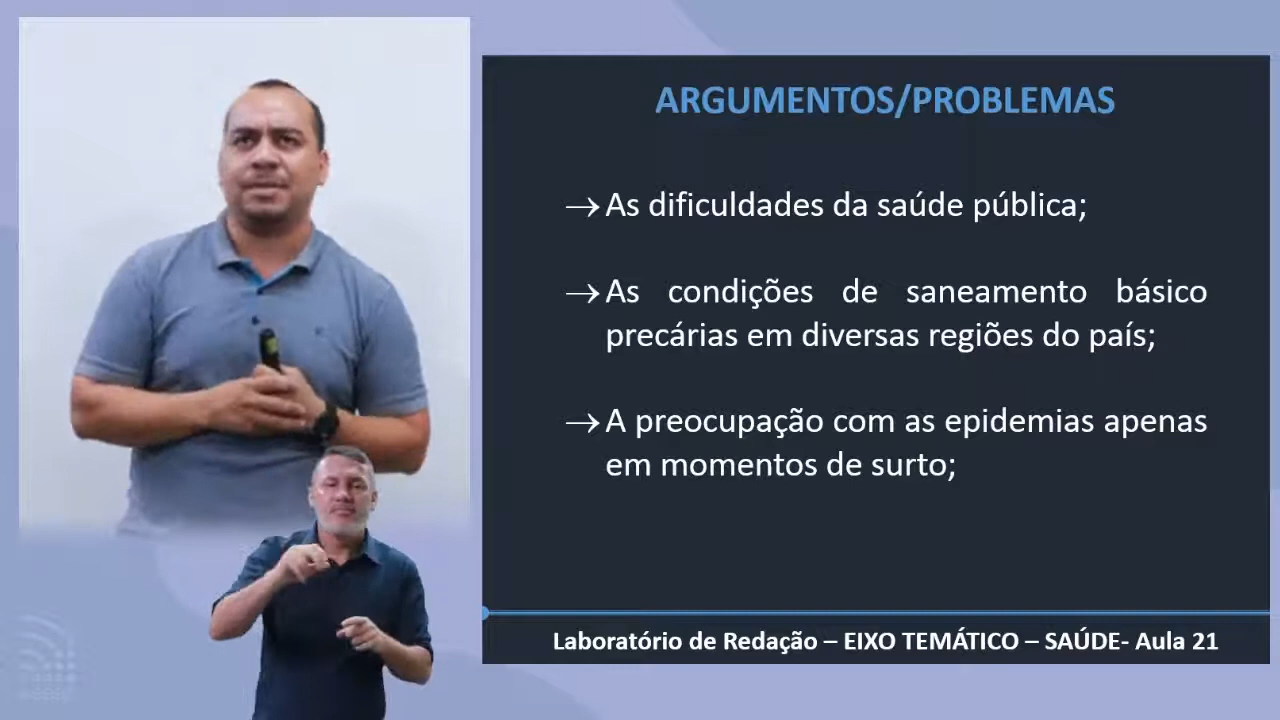 ARGUMENTOS/PROBLEMAS
→As dificuldades da saúde pública;
→As condições de saneamento básico
precárias em diversas regiões do país;
→A preocupação com as epidemias apenas
em momentos de surto;
Laboratório de Redação – EIXO TEMÁTICO – SAÚDE- Aula 21